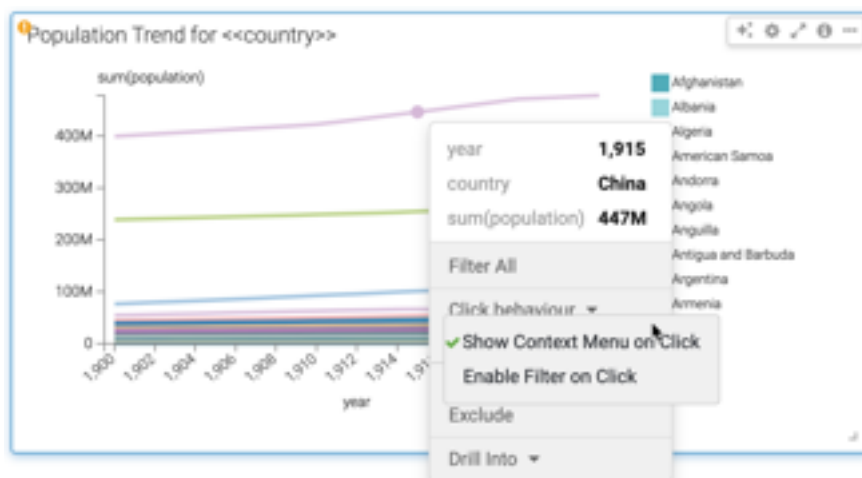 Population Trend for <<country>>
sum(population)
400M
300M
200M
100M
0
1,900
1,902
1,904
1,906
1,908
1,910
1,912
1,914
year
Afghanistan
Albania
Algeria
American Samoa
Andorra
Angola
Anguilla
Antigua and Barbuda
Argentina
Armenia
year 1,915
country China
sum(population) 447M
Filter All
Click behaviour
Show Context Menu on Click
Enable Filter on Click
Exclude
Drill Into